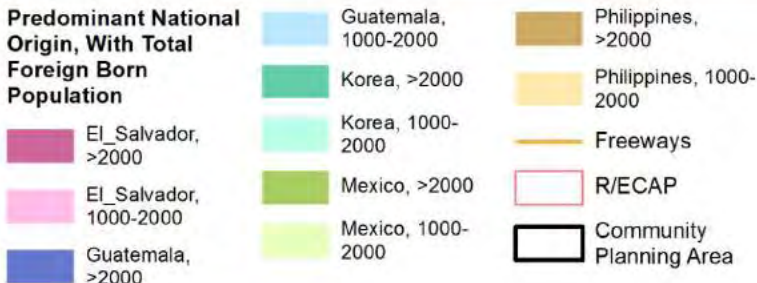 Predominant National
Origin, With Total
Foreign Born
Population
El_Salvador,
>2000
El_Salvador,
1000-2000
Guatemala,
>2000
Guatemala,
1000-2000
Korea, >2000
Korea, 1000-
2000
Mexico, >2000
Mexico, 1000-
2000
Philippines,
>2000
Philippines, 1000-
2000
Freeways
R/ECAP
Community
Planning Area